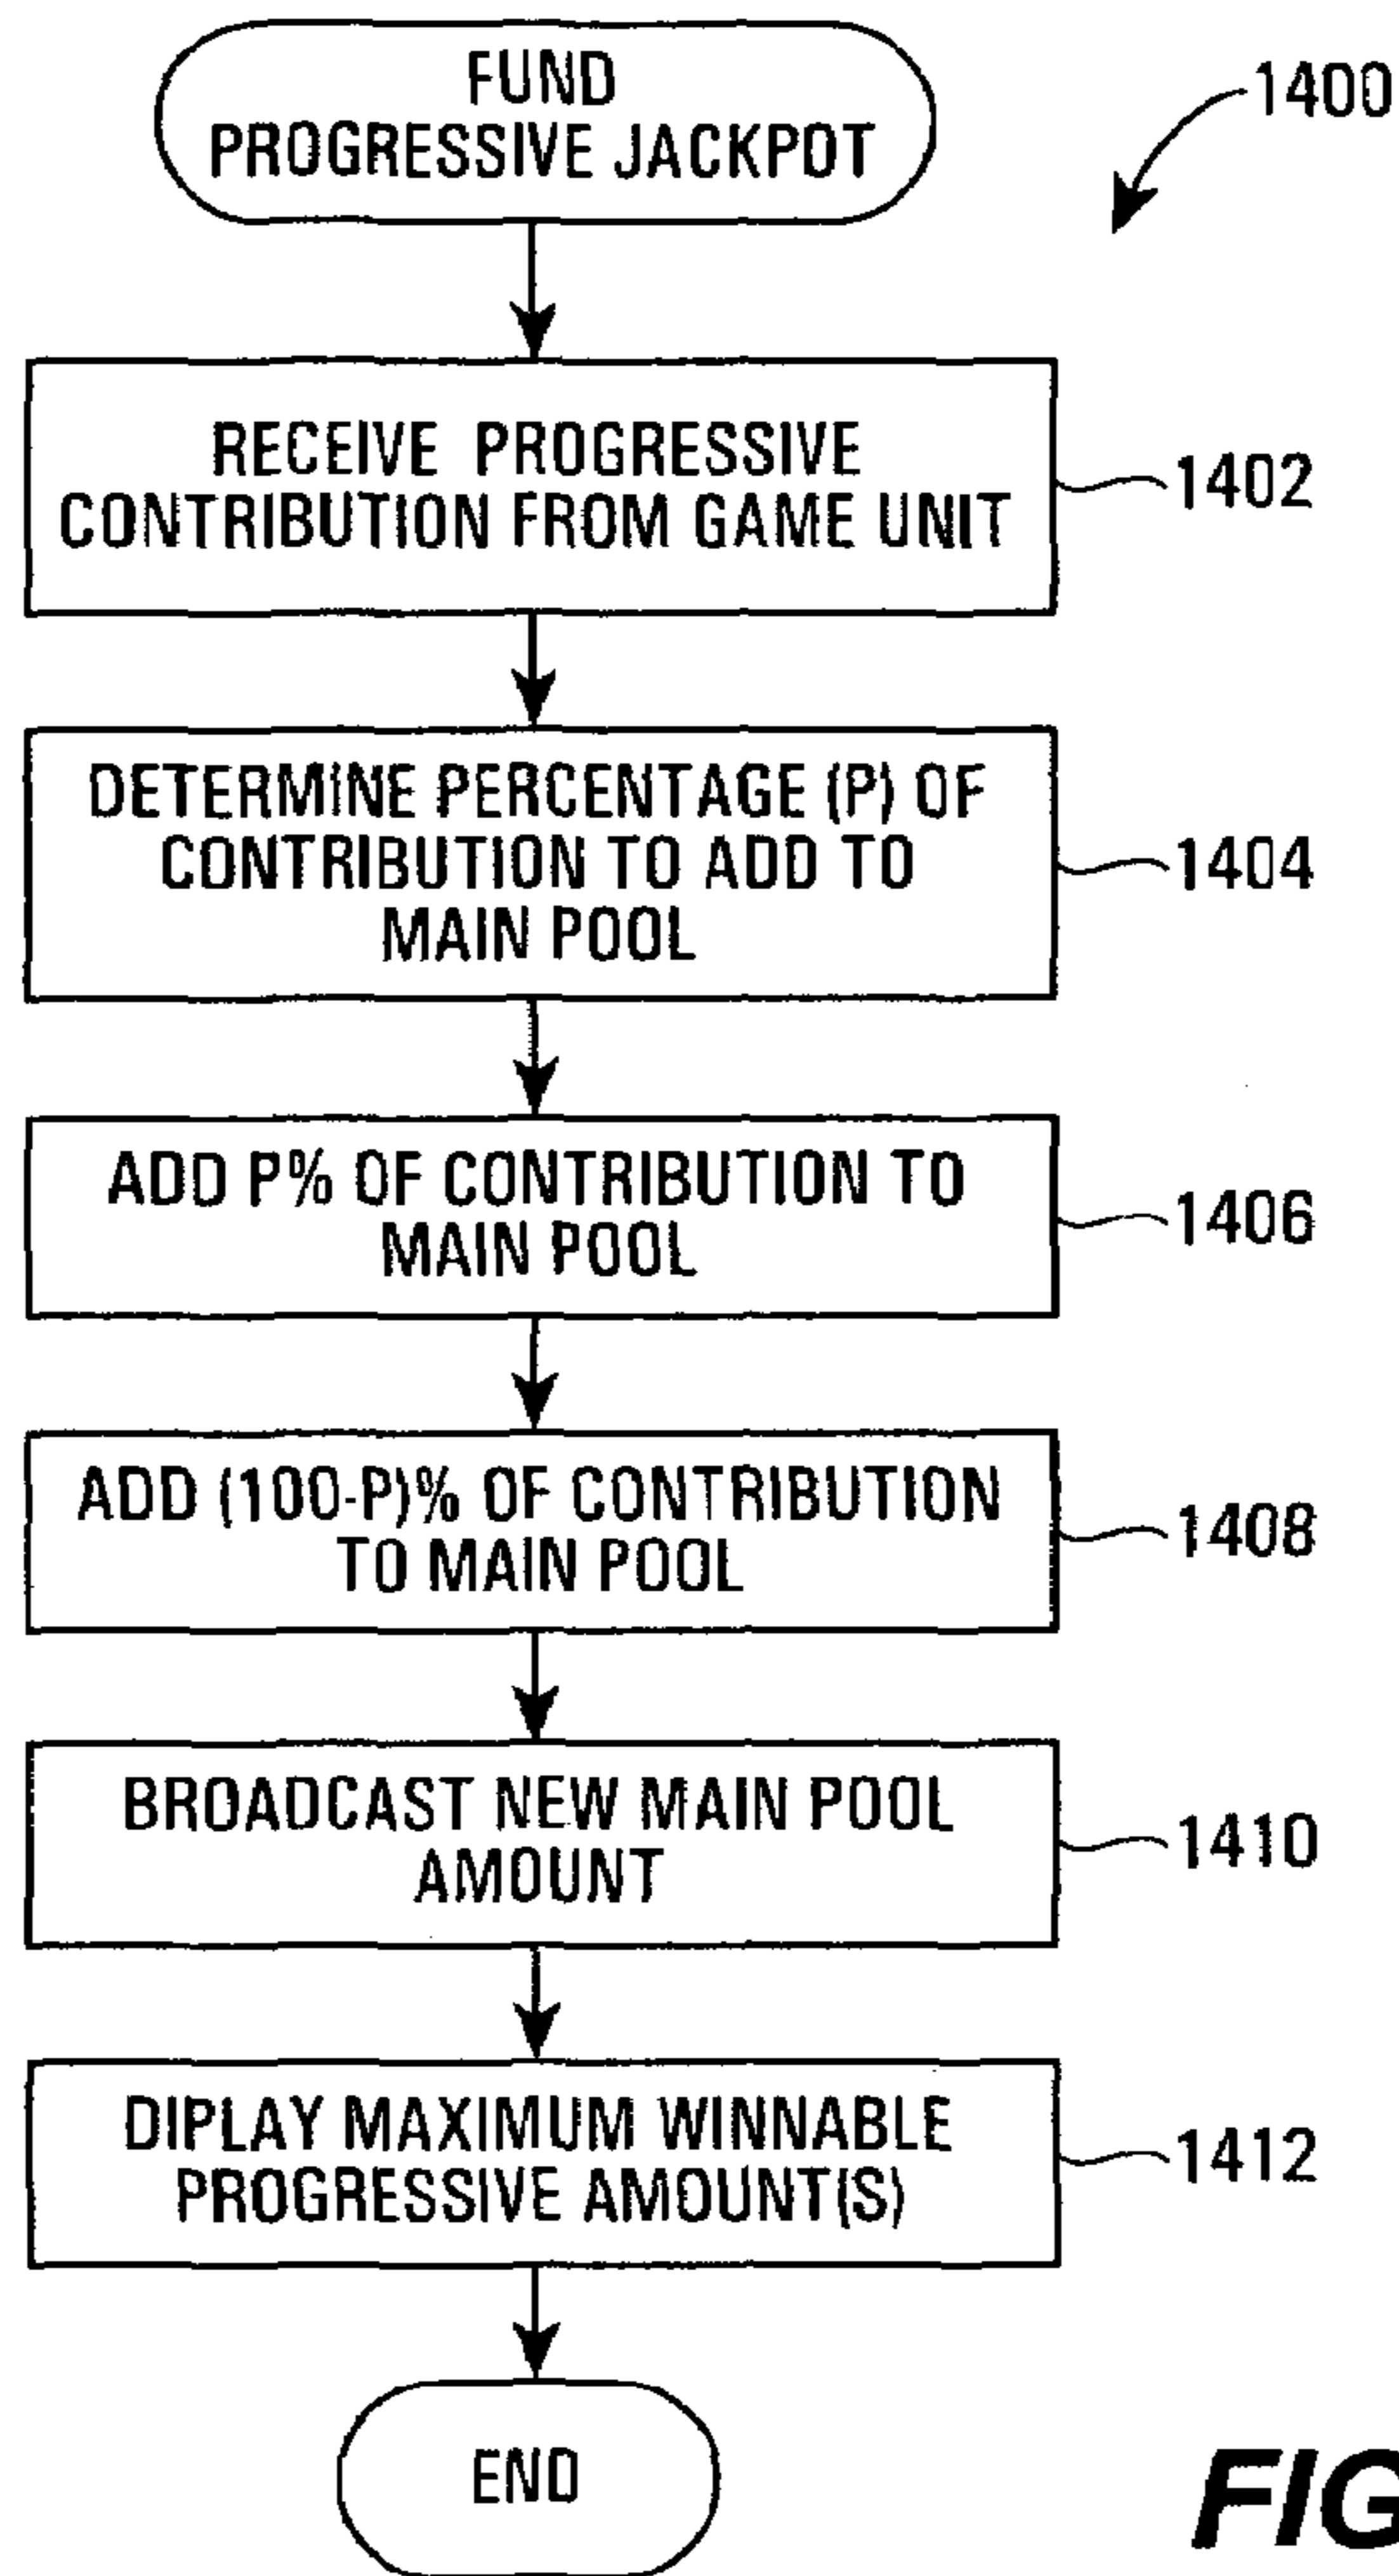 FUND
PROGRESSIVE JACKPOT
1400
RECEIVE PROGRESSIVE
CONTRIBUTION FROM GAME UNIT
1402
DETERMINE PERCENTAGE (P) OF
CONTRIBUTION TO ADD TO
MAIN POOL
1404
ADD P% OF CONTRIBUTION TO
MAIN POOL
1406
ADD (100-P)% OF CONTRIBUTION
TO MAIN POOL
1408
BROADCAST NEW MAIN POOL
AMOUNT
1410
DIPLAY MAXIMUM WINNABLE
PROGRESSIVE AMOUNT(S)
1412
END
FIG